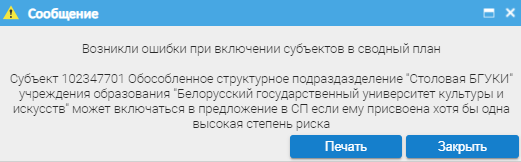 Сообщение
Возникли ошибки при включении субъектов в сводный план
Субъект 102347701 Обособленное структурное подраздазделение "Столовая БГУКИ"
учреждения образования "Белорусский государственный университет культуры и
искусств" может включаться в предложение в СП если ему присвоена хотя бы одна
высокая степень риска
Печать Закрыть